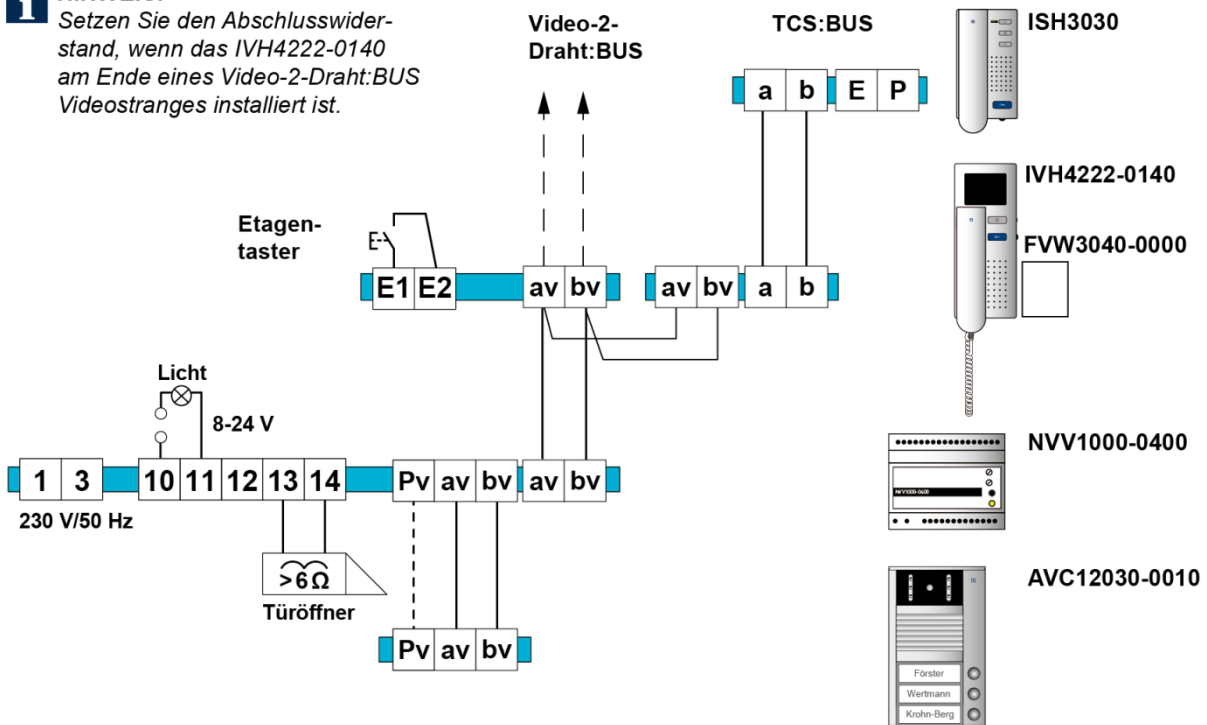 Setzen Sie den Abschlusswider-
stand, wenn das IVH4222-0140
am Ende eines Video-2-Draht:BUS
Videostranges installiert ist.
Video-2-
Draht:BUS
TCS:BUS
ISH3030
a b E P
IVH4222-0140
Etagen-
taster
FVW3040-0000
E1 E2 av bv av bv a b
Licht
8-24 V
NVV1000-0400
1 3 10 11 12 13 14 Pv av bv av bv
NVV1000-0400
230 V/50 Hz
>6Ω
Türöffner
AVC12030-0010
Pv av bv
Förster
Wertmann
Krohn-Berg